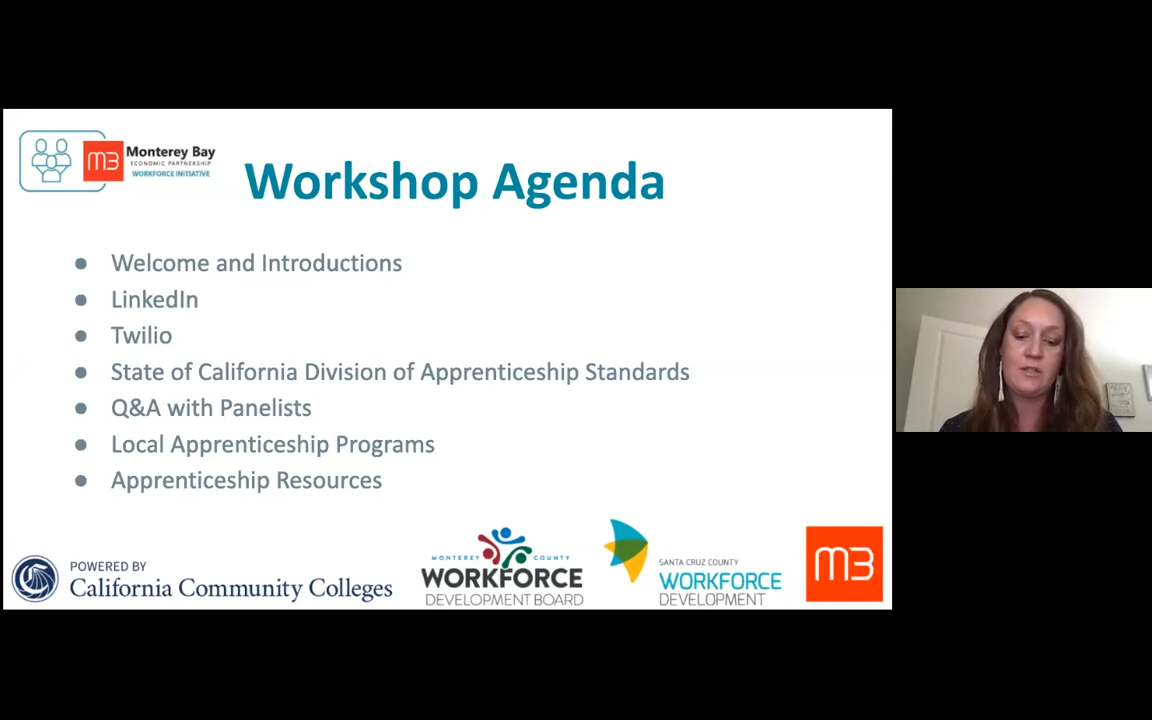 Monterey Bay
ECONOMIC PARTNERSHIP
WORKFORCE INITIATIVE
Workshop Agenda
● Welcome and Introductions
● LinkedIn
● Twilio
● State of California Division of Apprenticeship Standards
● Q&A with Panelists
● Local Apprenticeship Programs
● Apprenticeship Resources
POWERED BY
California Community Colleges
MONTEREY COUNTY
WORKFORCE
DEVELOPMENT BOARD
SANTA CRUZ COUNTY
WORKFORCE
DEVELOPMENT